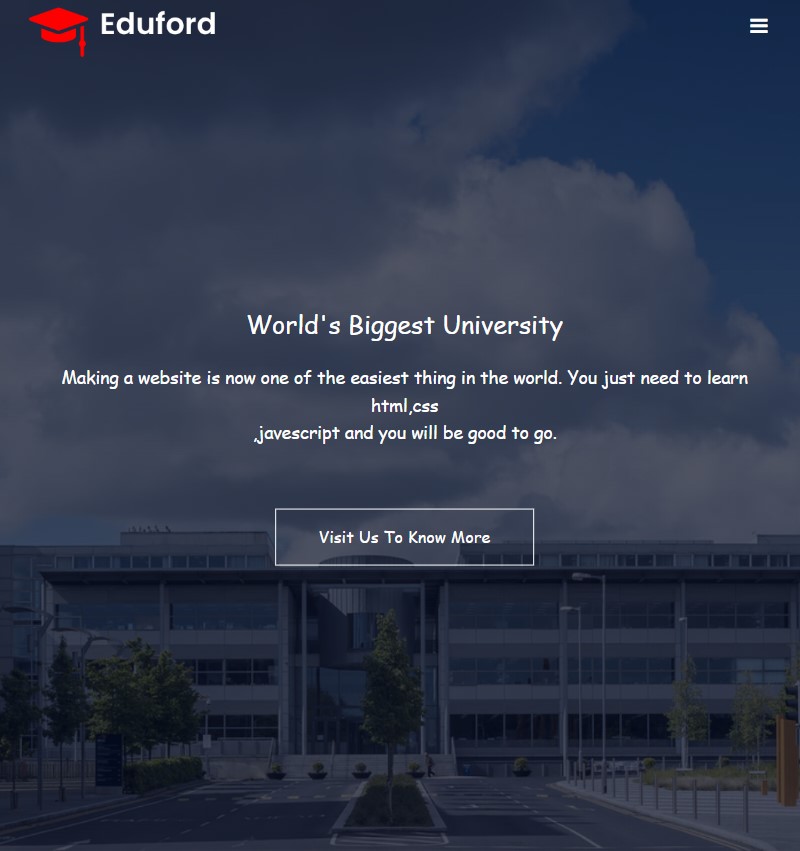 Eduford
World's Biggest University
Making a website is now one of the easiest thing in the world. You just need to learn
html,css
,javescript and you will be good to go.
Visit Us To Know More